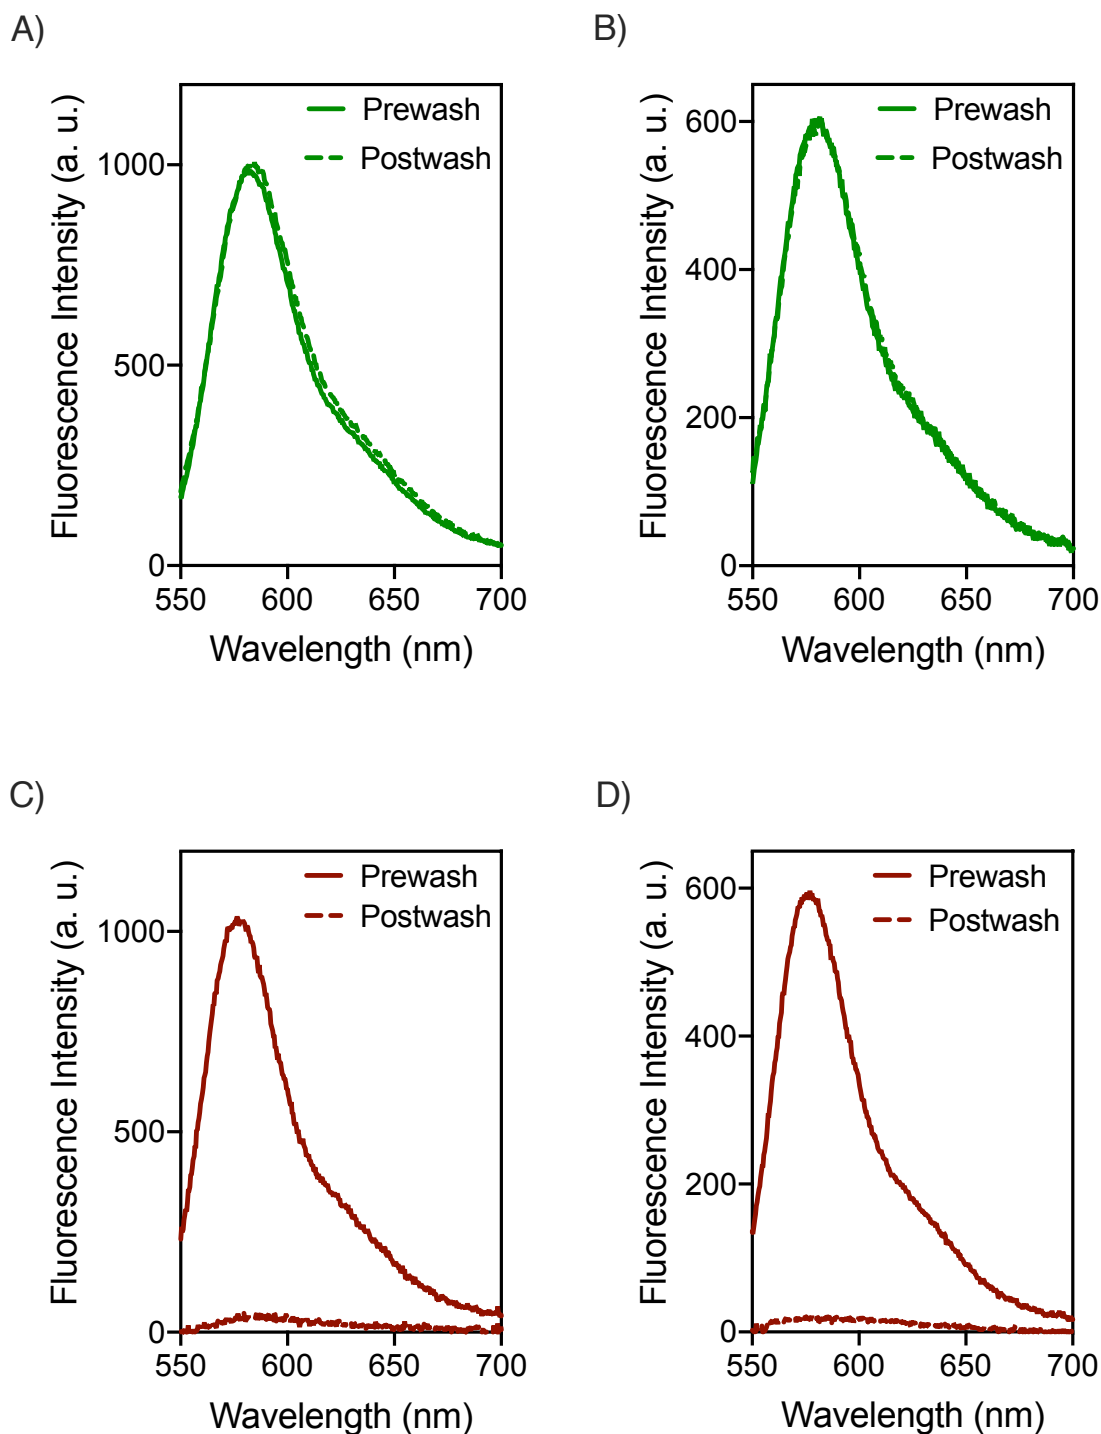 A)
Fluorescence Intensity (a. u.)
1000
500
0
Prewash
Postwash
550 600 650 700
Wavelength (nm)
B)
Fluorescence Intensity (a. u.)
600
400
200
0
Prewash
Postwash
550 600 650 700
Wavelength (nm)
C)
Fluorescence Intensity (a. u.)
1000
500
0
Prewash
Postwash
550 600 650 700
Wavelength (nm)
D)
Fluorescence Intensity (a. u.)
600
400
200
0
Prewash
Postwash
550 600 650 700
Wavelength (nm)